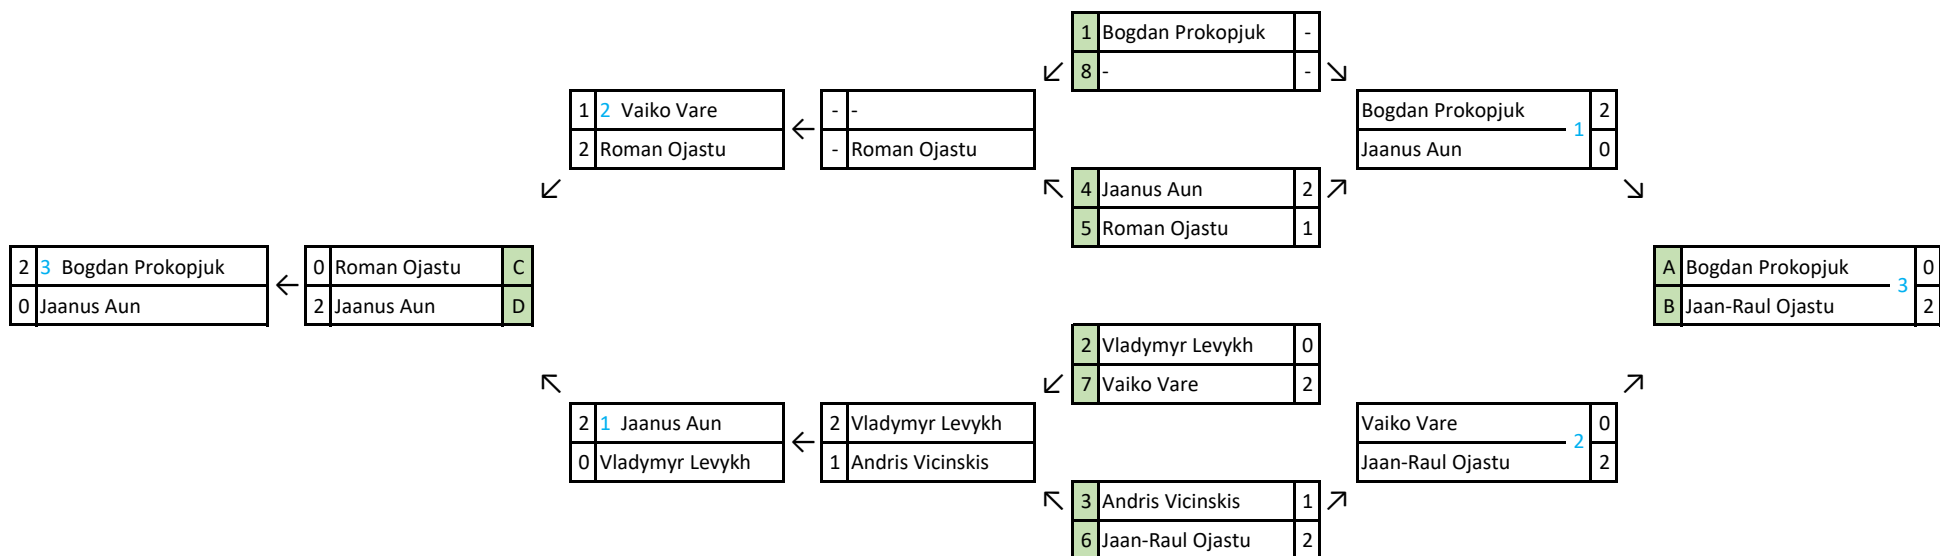 1 Bogdan Prokopjuk -
8 - -
1 2 Vaiko Vare
- -
Bogdan Prokopjuk 2
1
2 Roman Ojastu
- Roman Ojastu
Jaanus Aun 0
4 Jaanus Aun 2
5 Roman Ojastu 1
2 3 Bogdan Prokopjuk
0 Roman Ojastu C
A Bogdan Prokopjuk 0
3
0 Jaanus Aun
2 Jaanus Aun D
B Jaan-Raul Ojastu 2
2 Vladymyr Levykh 0
7 Vaiko Vare 2
2 1 Jaanus Aun
2 Vladymyr Levykh
Vaiko Vare 0
2
0 Vladymyr Levykh
1 Andris Vicinskis
Jaan-Raul Ojastu 2
3 Andris Vicinskis 1
6 Jaan-Raul Ojastu 2